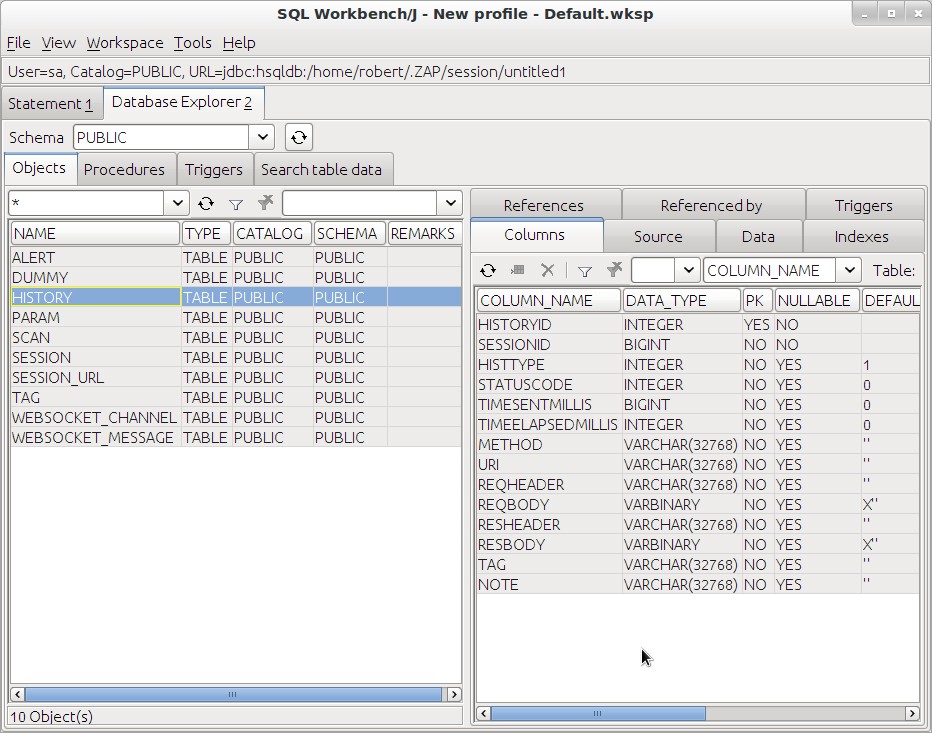 SQL Workbench/J - New profile - Default.wksp
File View Workspace Tools Help
User=sa, Catalog=PUBLIC, URL=jdbc:hsqldb:/home/robert/.ZAP/session/untitled1
Statement 1 Database Explorer 2
Schema PUBLIC
Objects Procedures Triggers Search table data
*
NAME TYPE CATALOG SCHEMA REMARKS
ALERT TABLE PUBLIC PUBLIC
DUMMY TABLE PUBLIC PUBLIC
HISTORY TABLE PUBLIC PUBLIC
PARAM TABLE PUBLIC PUBLIC
SCAN TABLE PUBLIC PUBLIC
SESSION TABLE PUBLIC PUBLIC
SESSION_URL TABLE PUBLIC PUBLIC
TAG TABLE PUBLIC PUBLIC
WEBSOCKET_CHANNEL TABLE PUBLIC PUBLIC
WEBSOCKET_MESSAGE TABLE PUBLIC PUBLIC
10 Object(s)
References Referenced by Triggers
Columns Source Data Indexes
COLUMN_NAME Table:
COLUMN_NAME DATA_TYPE PK NULLABLE DEFAUL
HISTORYID INTEGER YES NO
SESSIONID BIGINT NO NO
HISTTYPE INTEGER NO YES 1
STATUSCODE INTEGER NO YES 0
TIMESENTMILLIS BIGINT NO YES 0
TIMEELAPSEDMILLIS INTEGER NO YES 0
METHOD VARCHAR(32768) NO YES ''
URI VARCHAR(32768) NO YES ''
REQHEADER VARCHAR(32768) NO YES ''
REQBODY VARBINARY NO YES X''
RESHEADER VARCHAR(32768) NO YES ''
RESBODY VARBINARY NO YES X''
TAG VARCHAR(32768) NO YES ''
NOTE VARCHAR(32768) NO YES ''